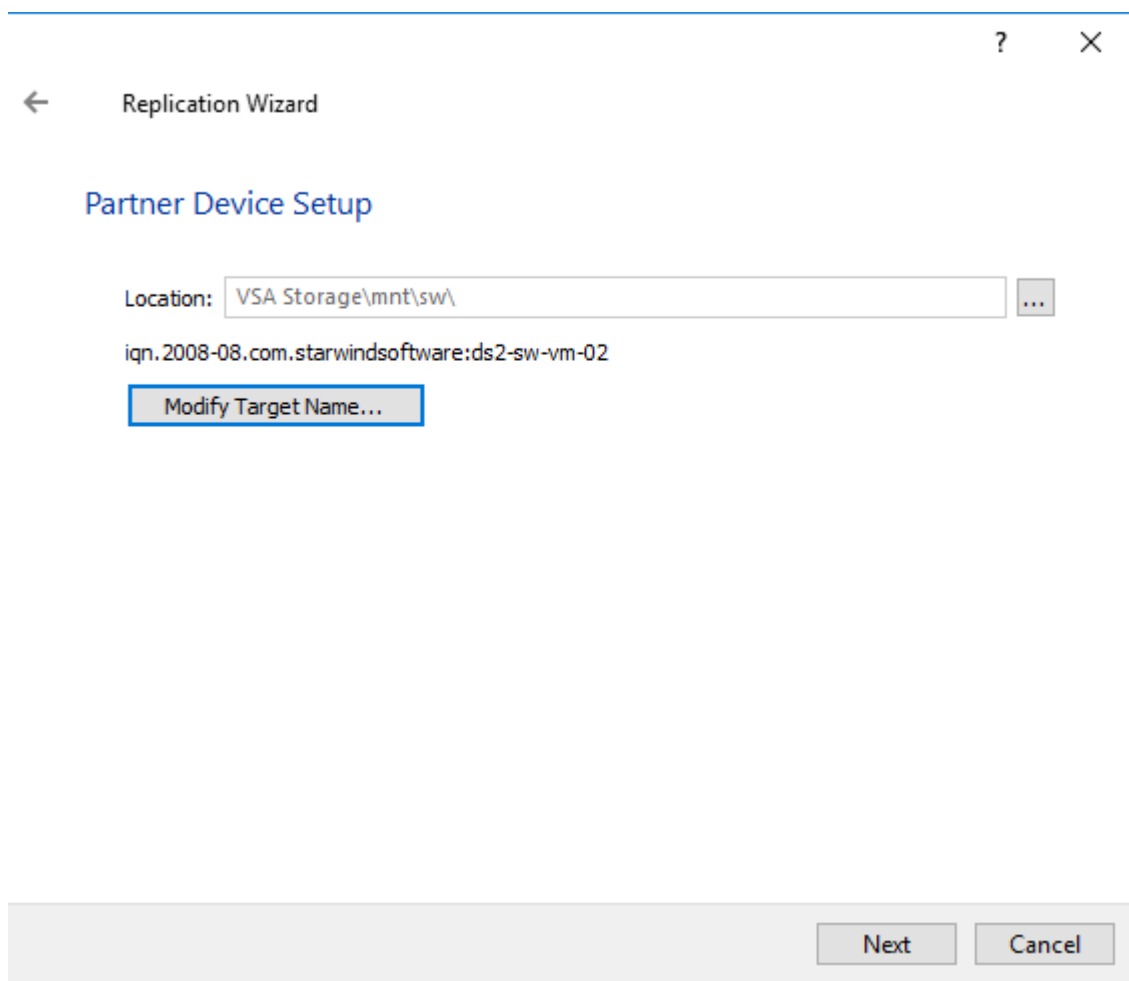 ?
Replication Wizard
Partner Device Setup
Location: VSA Storage\mnt\sw\ ...
iqn.2008-08.com.starwindsoftware:ds2-sw-vm-02
Modify Target Name...
Next Cancel